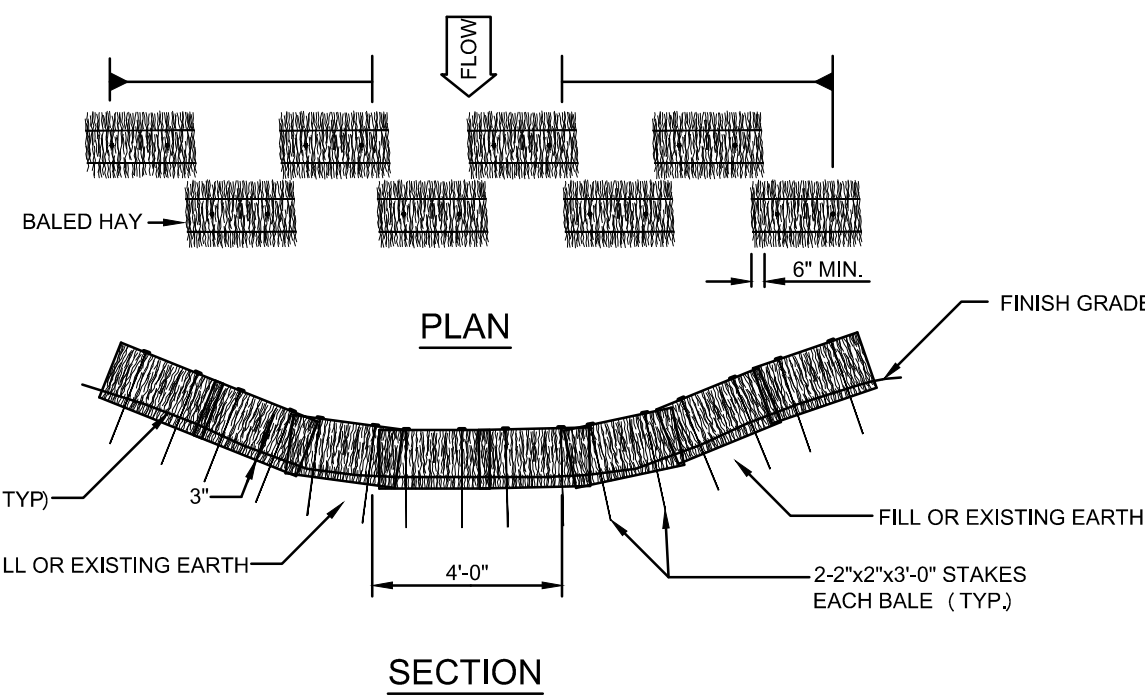 FLOW
BALED HAY
6" MIN.
PLAN
FINISH GRADE
TYP)
3"
LL OR EXISTING EARTH
4'-0"
FILL OR EXISTING EARTH
2-2"x2"x3'-0" STAKES
EACH BALE ( TYP.)
SECTION